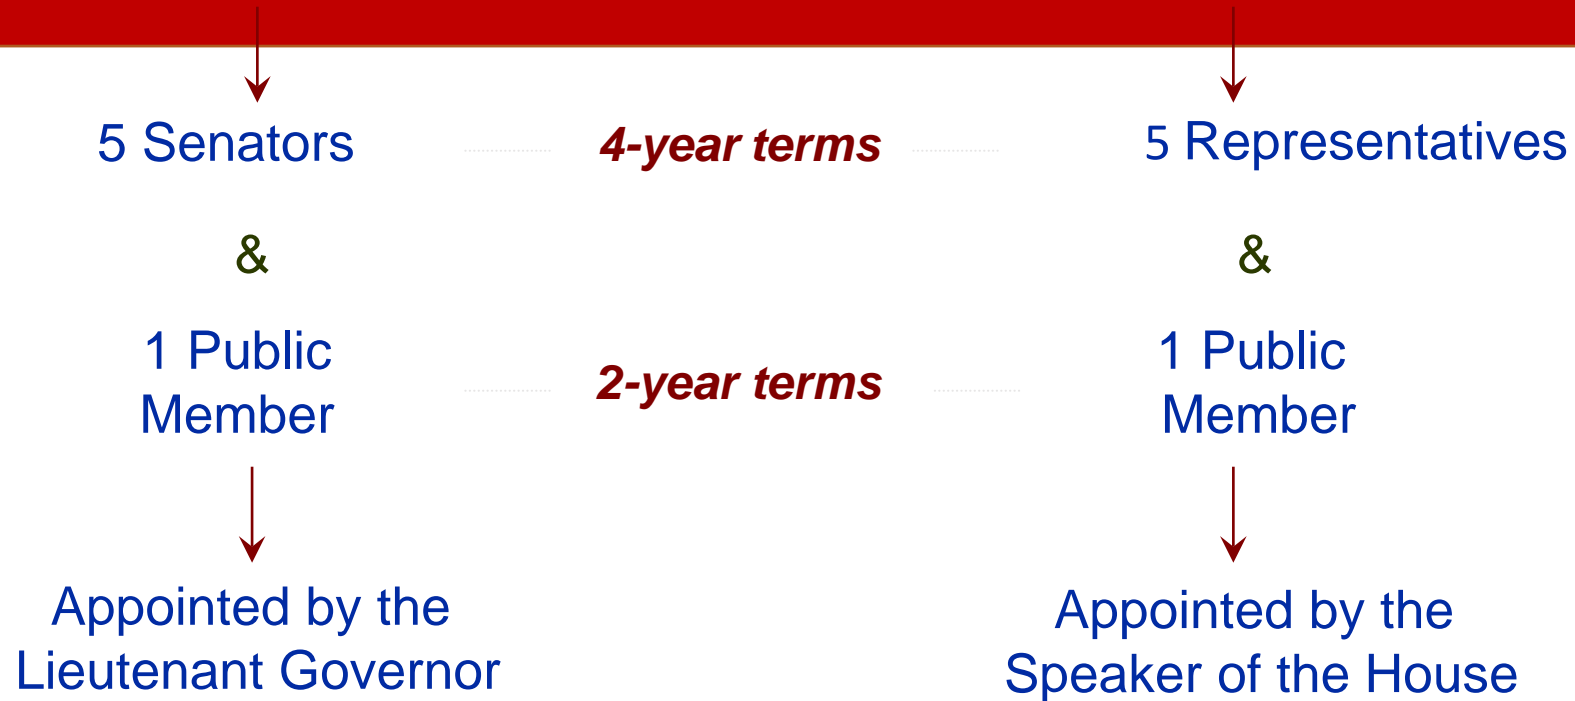 5 Senators
4-year terms
5 Representatives
&
&
1 Public
Member
2-year terms
1 Public
Member
Appointed by the
Lieutenant Governor
Appointed by the
Speaker of the House